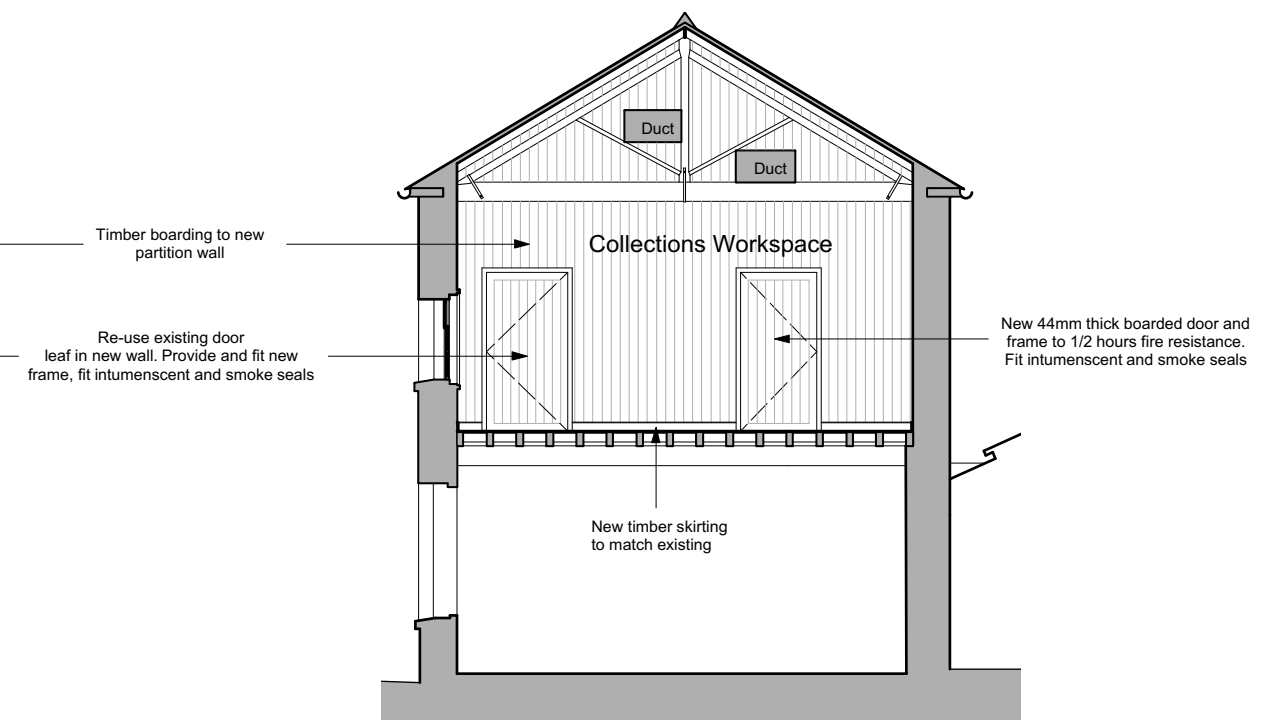 Duct
Duct
Timber boarding to new
partition wall
Collections Workspace
Re-use existing door
leaf in new wall. Provide and fit new
frame, fit intumenscent and smoke seals
New 44mm thick boarded door and
frame to 1/2 hours fire resistance.
Fit intumenscent and smoke seals
New timber skirting
to match existing